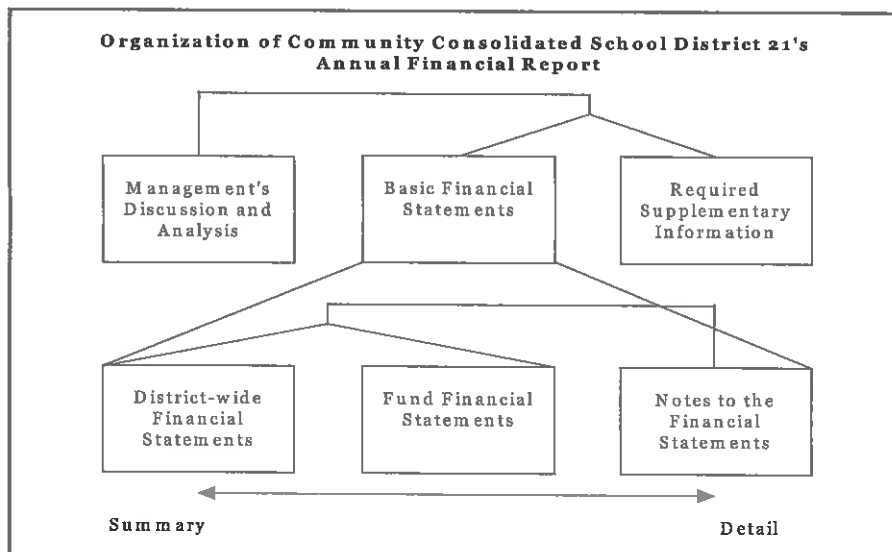 Organization of Community Consolidated School District 21's
Annual Financial Report
Management's
Discussion and
Analysis
Basic Financial
Statements
Required
Supplementary
Information
District-wide
Financial
Statements
Fund Financial
Statements
Notes to the
Financial
Statements
Summary
Detail